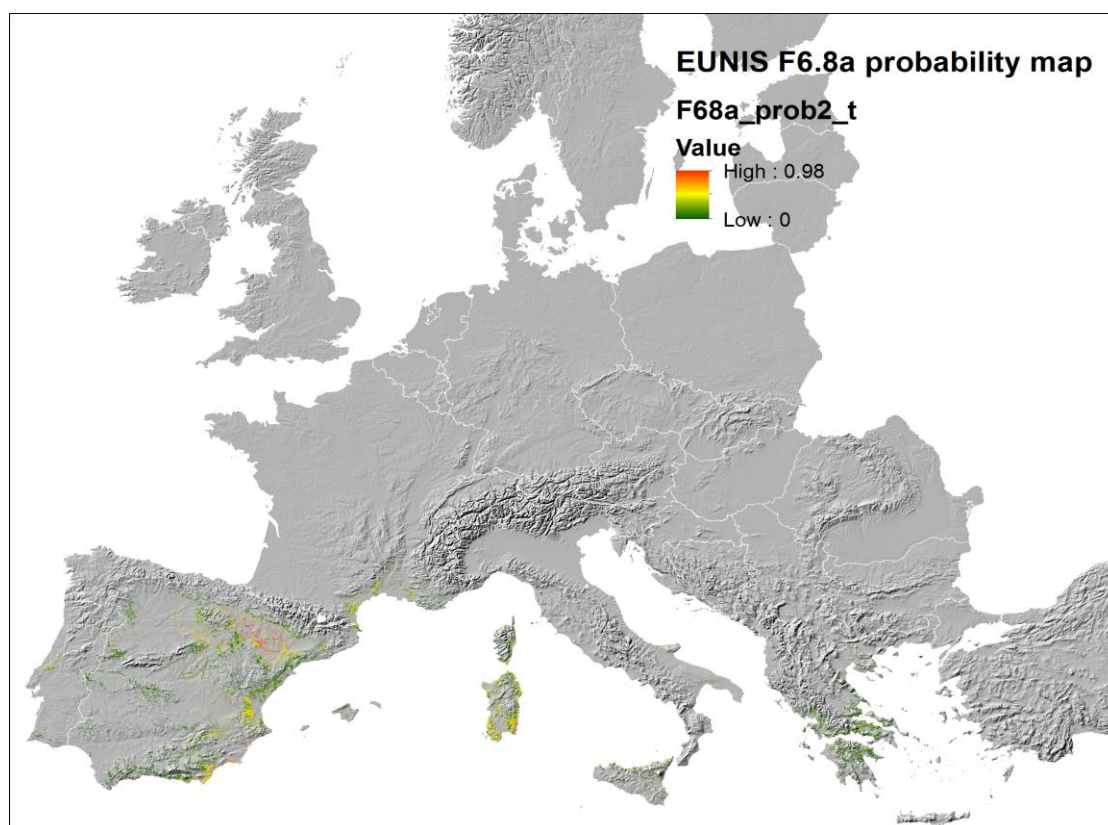 EUNIS F6.8a probability map
F68a_prob2_t
Value
High : 0.98
Low : 0